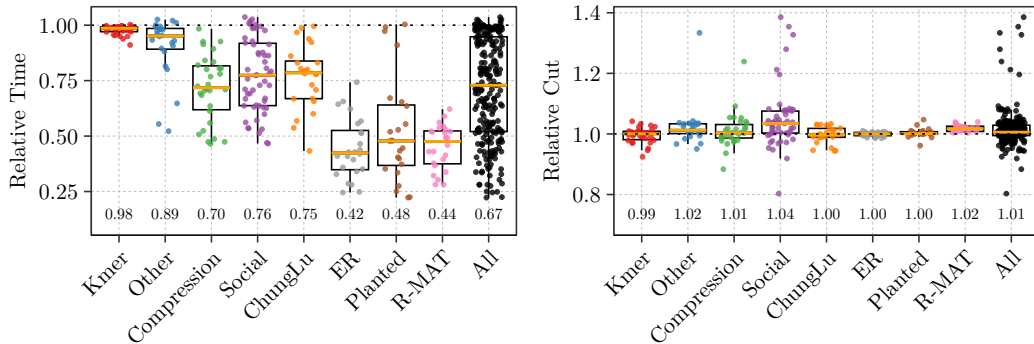 Relative Time
1.00
0.75
0.50
0.25
0.98 0.89 0.70 0.76 0.75 0.42 0.48 0.44 0.67
Kmer Other Compression Social ChungLu ER Planted R-MAT All
Relative Cut
1.4
1.2
1.0
0.8
0.99 1.02 1.01 1.04 1.00 1.00 1.00 1.02 1.01
Kmer Other Compression Social ChungLu ER Planted R-MAT All